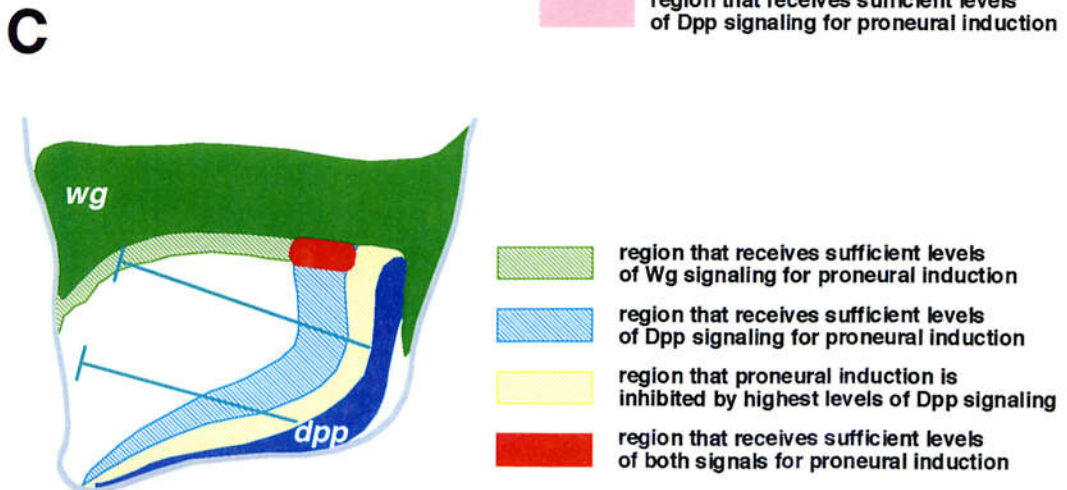 region that receives sufficient levels
of Dpp signaling for proneural induction
C
wg
dpp
region that receives sufficient levels
of Wg signaling for proneural induction
region that receives sufficient levels
of Dpp signaling for proneural induction
region that proneural induction is
inhibited by highest levels of Dpp signaling
region that receives sufficient levels
of both signals for proneural induction